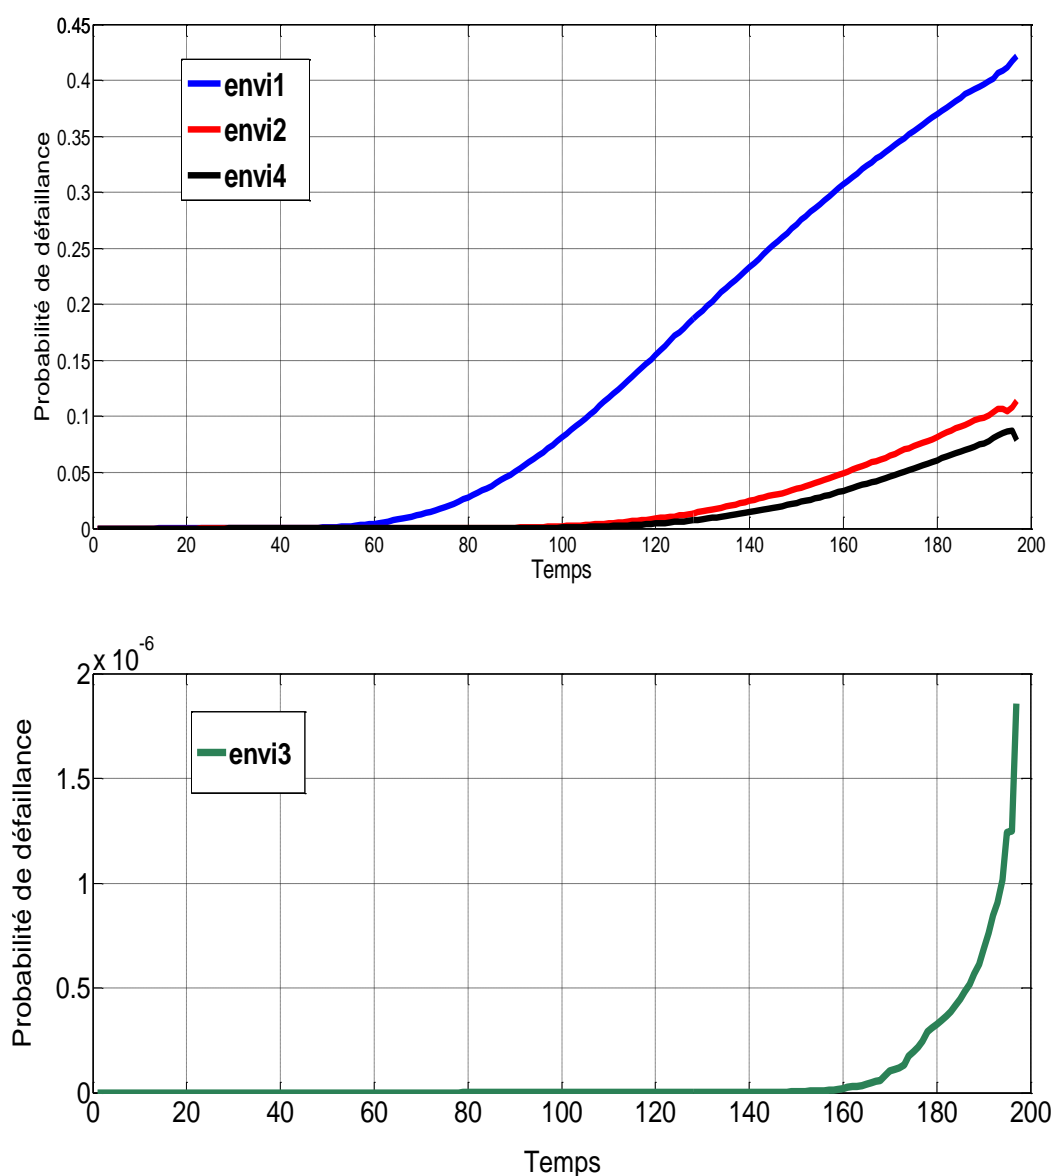 0.45
0.4
0.35
0.3
0.25
0.2
0.15
0.1
0.05
0
Probabilité de défaillance
envi1
envi2
envi4
0 20 40 60 80 100 120 140 160 180 200
Temps
x 10-6
2
1.5
1
0.5
0
Probabilité de défaillance
envi3
0 20 40 60 80 100 120 140 160 180 200
Temps